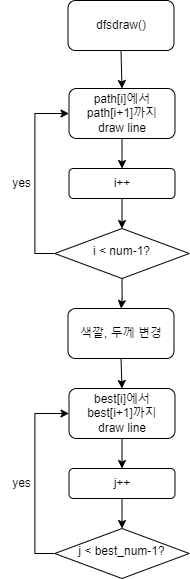 dfsdraw()
path[i]에서
path[i+1]까지
draw line
yes
i++
i < num-1?
색깔, 두께 변경
best[i]에서
best[i+1]까지
draw line
yes
j++
j < best_num-1?